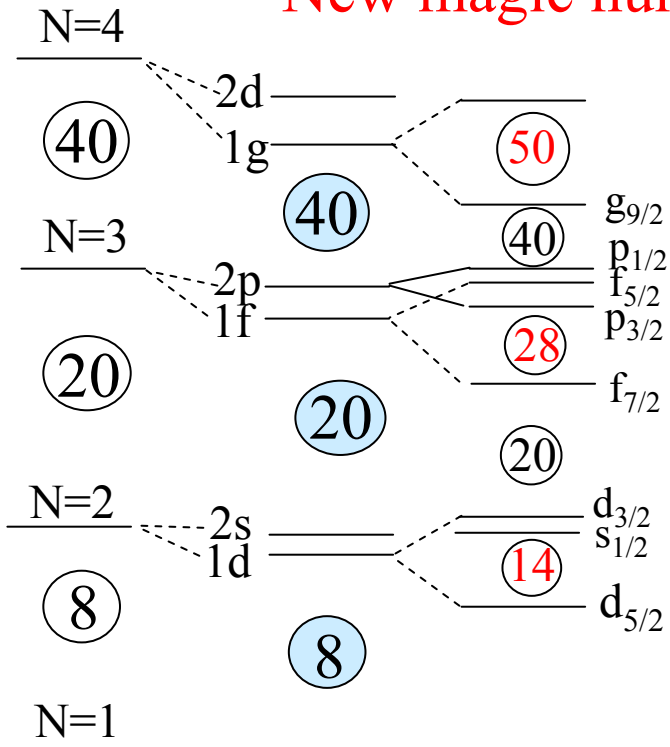 New magic
N=4
2d
1g
40
50
40
g9/2
N=3
40
p1/2
2p
f5/2
1f
p3/2
28
20
f7/2
20
20
N=2
d3/2
2s
s1/2
1d
14
8
d5/2
8
N=1